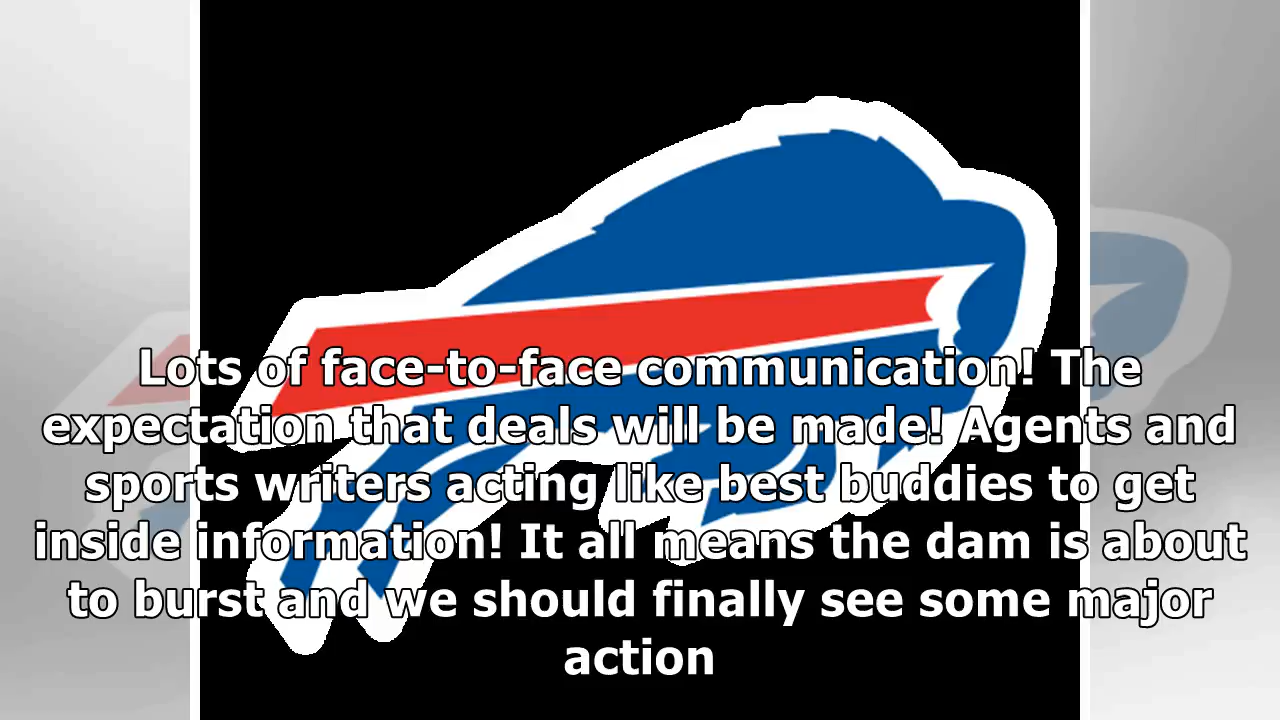 Lots of face-to-face communication! The
expectation that deals will be made! Agents and
sports writers acting like best buddies to get
inside information! It all means the dam is about
to burst and we should finally see some major
action